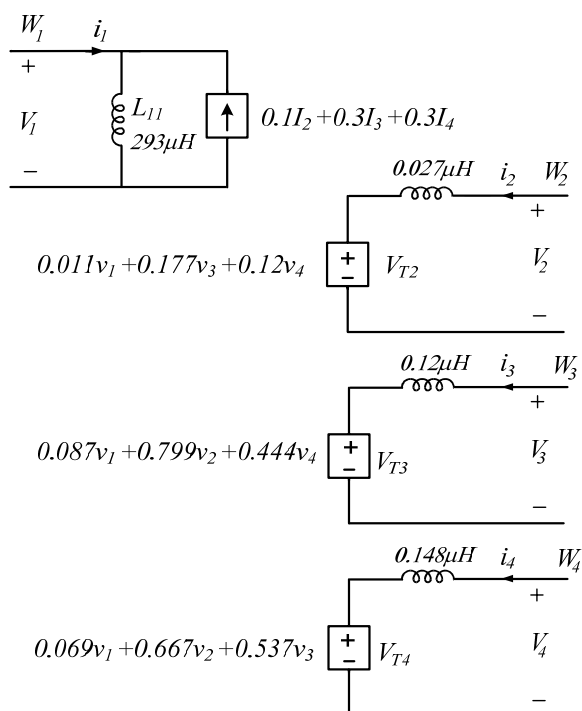 W1 i1
+
V1
−
L11
293μH
0.1I2+0.3I3+0.3I4
0.027μH i2 W2
0.011v1+0.177v3+0.12v4
+
−
VT2
+
V2
−
0.12μH i3 W3
0.087v1+0.799v2+0.444v4
+
−
VT3
+
V3
−
0.148μH i4 W4
0.069v1+0.667v2+0.537v3
+
−
VT4
+
V4
−